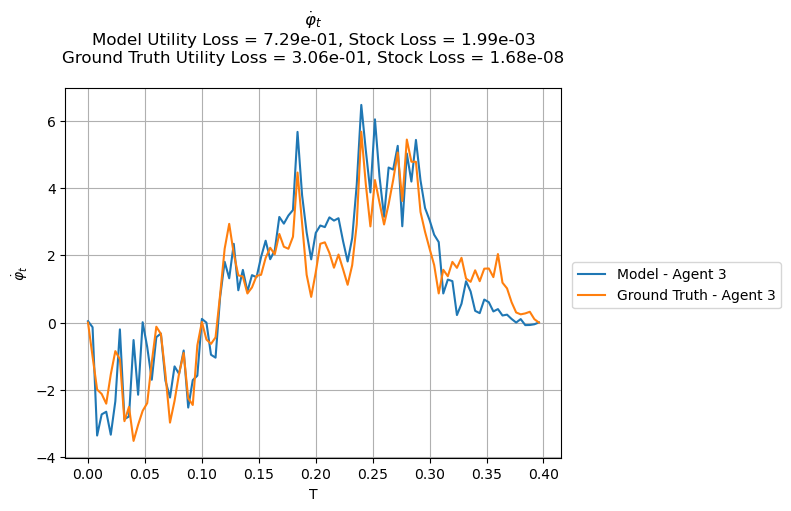 φ̇ₜ
Model Utility Loss = 7.29e-01, Stock Loss = 1.99e-03
Ground Truth Utility Loss = 3.06e-01, Stock Loss = 1.68e-08
φ̇ₜ
6
4
2
0
−2
−4
0.00 0.05 0.10 0.15 0.20 0.25 0.30 0.35 0.40
T
Model - Agent 3
Ground Truth - Agent 3